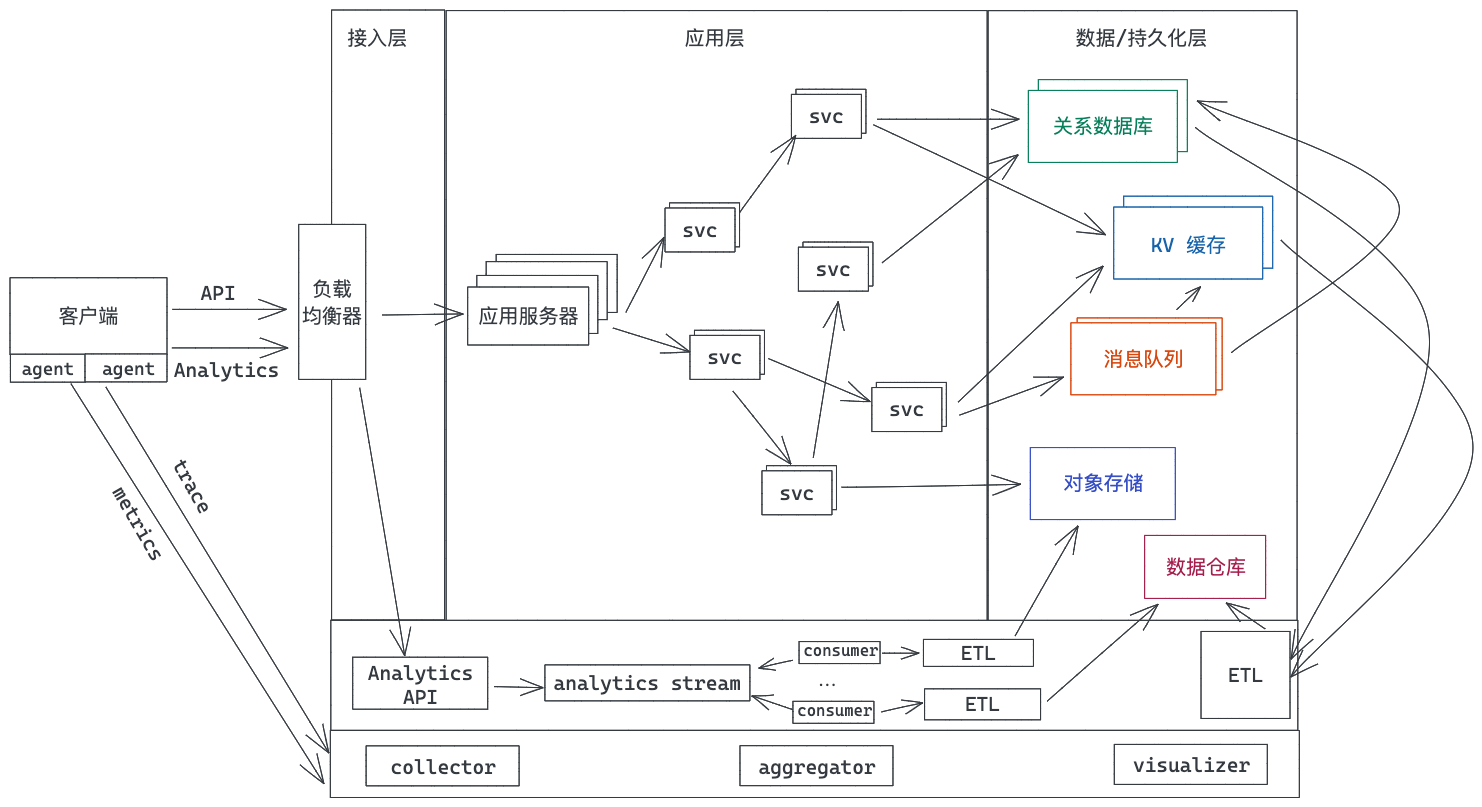 接入层
应用层
数据/持久化层
svc
关系数据库
svc
KV 缓存
svc
负载
均衡器
API
客户端
应用服务器
svc
消息队列
agent
agent
Analytics
svc
trace
metrics
svc
对象存储
数据仓库
Analytics
API
analytics stream
consumer
...
consumer
ETL
ETL
ETL
collector
aggregator
visualizer